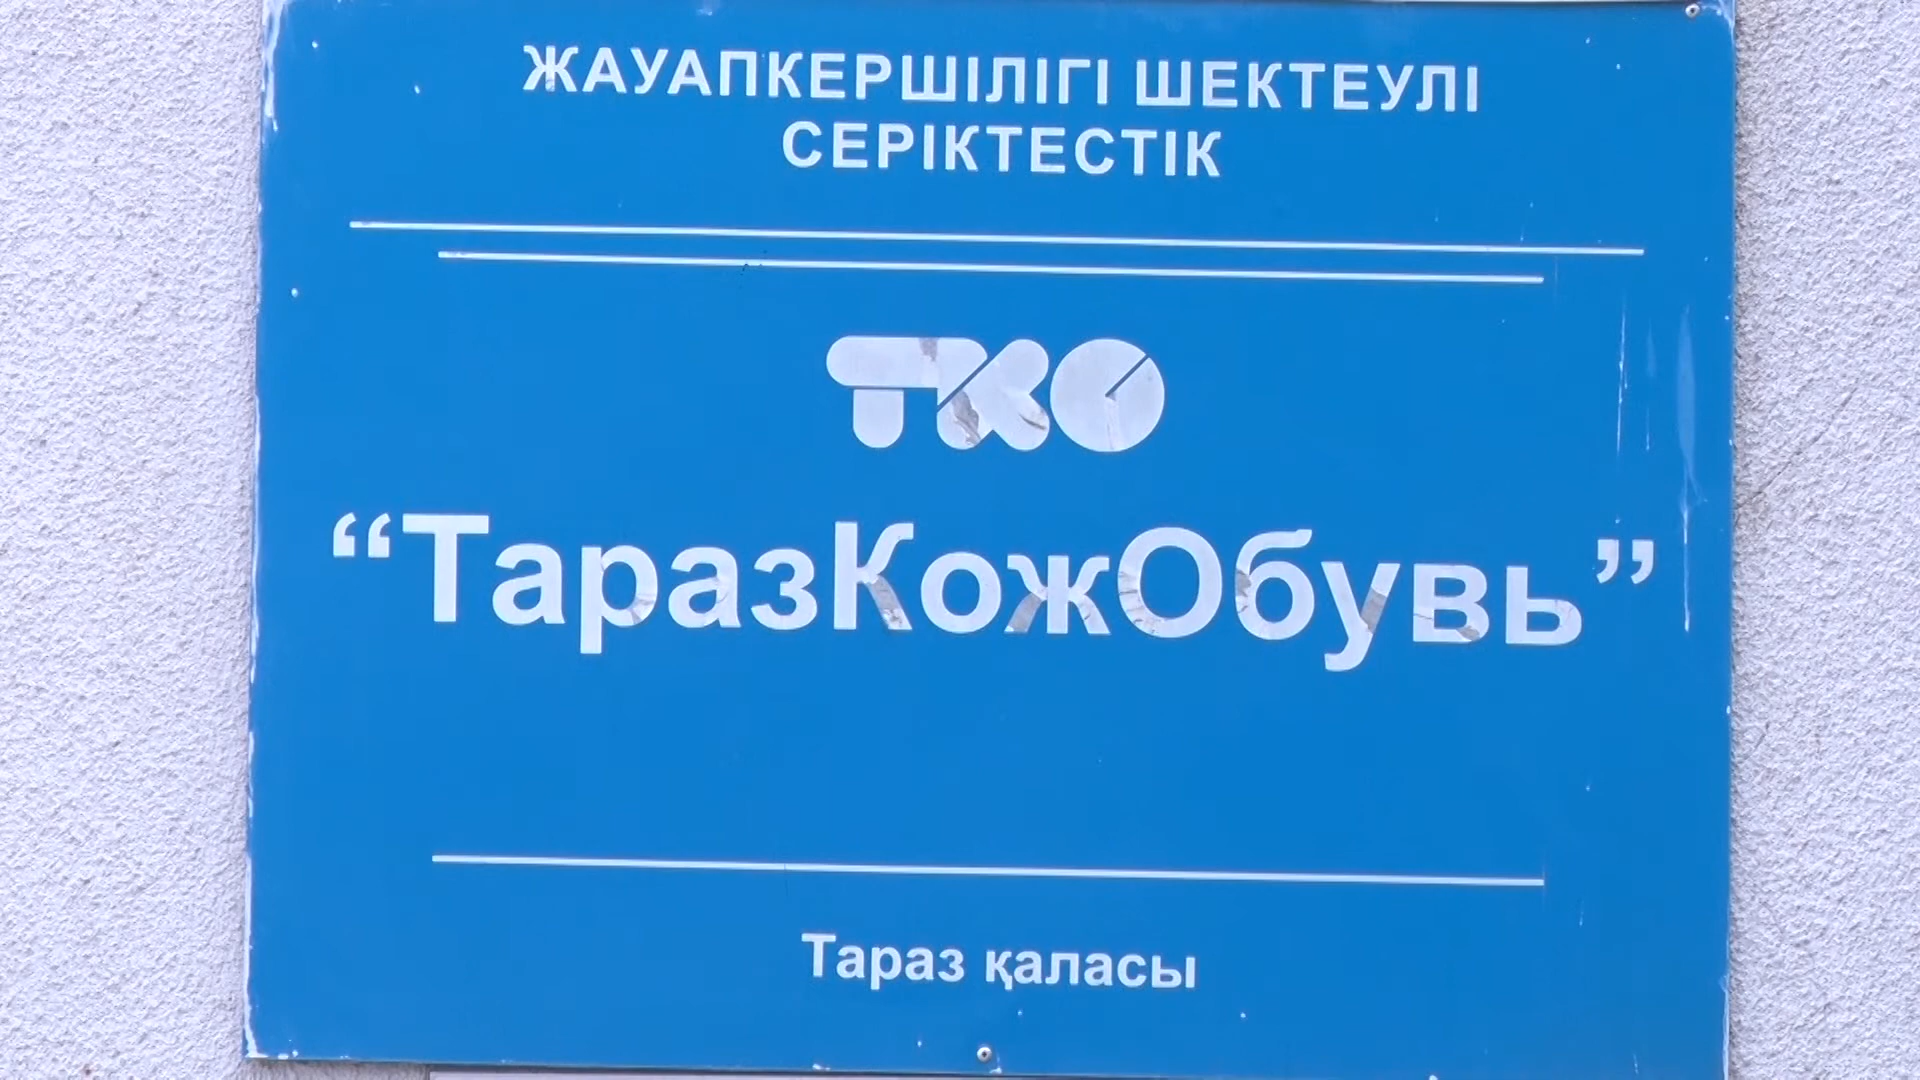 ЖАУАПКЕРШІЛІГІ ШЕКТЕУЛІ
СЕРІКТЕСТІК
ТКО
“ТаразКожОбувь”
Тараз қаласы